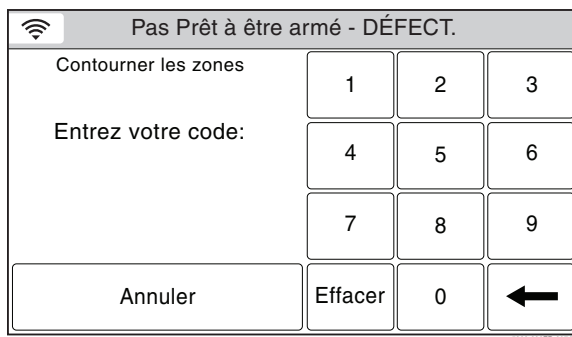 Pas Prêt à être armé - DÉFECT.
Contourner les zones
Entrez votre code:
1 2 3
4 5 6
7 8 9
Annuler Effacer 0